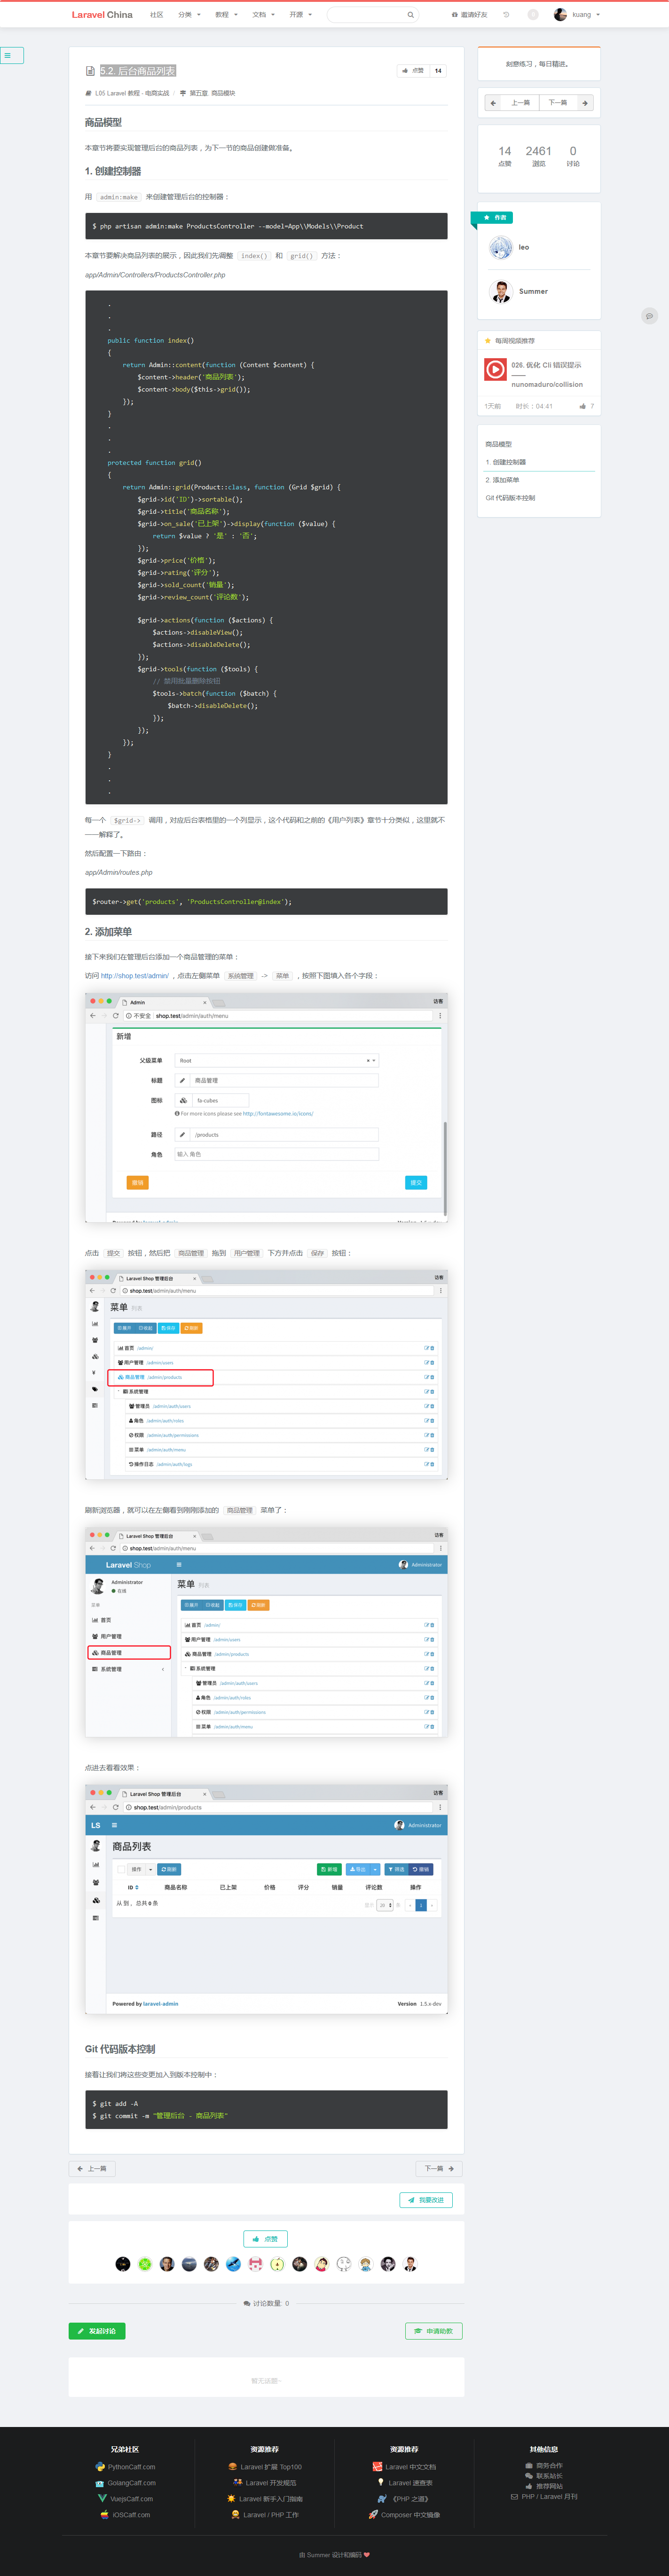 Laravel China 社区 分类 教程 文档 开源 邀请好友 0 kuang
5.2. 后台商品列表
点赞 14
L05 Laravel 教程 - 电商实战 / 第五章. 商品模块
商品模型
本章节将要实现管理后台的商品列表，为下一节的商品创建做准备。
1. 创建控制器
用 admin:make 来创建管理后台的控制器：
$ php artisan admin:make ProductsController --model=App\\Models\\Product
本章节要解决商品列表的展示，因此我们先调整 index() 和 grid() 方法：
app/Admin/Controllers/ProductsController.php
.
.
.
public function index()
{
return Admin::content(function (Content $content) {
$content->header('商品列表');
$content->body($this->grid());
});
}
.
.
.
protected function grid()
{
return Admin::grid(Product::class, function (Grid $grid) {
$grid->id('ID')->sortable();
$grid->title('商品名称');
$grid->on_sale('已上架')->display(function ($value) {
return $value ? '是' : '否';
});
$grid->price('价格');
$grid->rating('评分');
$grid->sold_count('销量');
$grid->review_count('评论数');
$grid->actions(function ($actions) {
$actions->disableView();
$actions->disableDelete();
});
$grid->tools(function ($tools) {
// 禁用批量删除按钮
$tools->batch(function ($batch) {
$batch->disableDelete();
});
});
});
}
.
.
.
每一个 $grid-> 调用，对应后台表格里的一个列显示，这个代码和之前的《用户列表》章节十分类似，这里就不
一一解释了。
然后配置一下路由：
app/Admin/routes.php
$router->get('products', 'ProductsController@index');
2. 添加菜单
接下来我们在管理后台添加一个商品管理的菜单：
访问 http://shop.test/admin/ ，点击左侧菜单 系统管理 -> 菜单 ，按照下图填入各个字段：
Admin × 访客
不安全 shop.test/admin/auth/menu
新增
父级菜单 Root
标题 商品管理
图标 fa-cubes
For more icons please see http://fontawesome.io/icons/
路径 /products
角色 输入 角色
撤销 提交
点击 提交 按钮，然后把 商品管理 拖到 用户管理 下方并点击 保存 按钮：
Laravel Shop 管理后台 × 访客
shop.test/admin/auth/menu
菜单 列表
展开 收起 保存 刷新
首页 /admin/
用户管理 /admin/users
商品管理 /admin/products
系统管理
管理员 /admin/auth/users
角色 /admin/auth/roles
权限 /admin/auth/permissions
菜单 /admin/auth/menu
操作日志 /admin/auth/logs
刷新浏览器，就可以在左侧看到刚刚添加的 商品管理 菜单了：
Laravel Shop 管理后台 × 访客
shop.test/admin/auth/menu
Laravel Shop Administrator
Administrator
在线
菜单
首页
用户管理
商品管理
系统管理
菜单 列表
展开 收起 保存 刷新
首页 /admin/
用户管理 /admin/users
商品管理 /admin/products
系统管理
管理员 /admin/auth/users
角色 /admin/auth/roles
权限 /admin/auth/permissions
菜单 /admin/auth/menu
点进去看看效果：
Laravel Shop 管理后台 × 访客
shop.test/admin/products
LS Administrator
商品列表
操作 刷新 新增 导出 筛选 撤销
ID 商品名称 已上架 价格 评分 销量 评论数 操作
从 到 ，总共 0 条 显示 20 条 1
Powered by laravel-admin Version 1.5.x-dev
Git 代码版本控制
接着让我们将这些变更加入到版本控制中：
$ git add -A
$ git commit -m "管理后台 - 商品列表"
上一篇 下一篇
我要改进
点赞
讨论数量: 0
发起讨论 申请助教
暂无话题~
刻意练习，每日精进。
上一篇 下一篇
14 2461 0
点赞 浏览 讨论
作者
leo
Summer
每周视频推荐
026. 优化 Cli 错误提示
——
nunomaduro/collision
1天前 时长：04:41 7
商品模型
1. 创建控制器
2. 添加菜单
Git 代码版本控制
兄弟社区
PythonCaff.com
GolangCaff.com
VuejsCaff.com
iOSCaff.com
资源推荐
Laravel 扩展 Top100
Laravel 开发规范
Laravel 新手入门指南
Laravel / PHP 工作
资源推荐
Laravel 中文文档
Laravel 速查表
《PHP 之道》
Composer 中文镜像
其他信息
商务合作
联系站长
推荐网站
PHP / Laravel 月刊
由 Summer 设计和编码